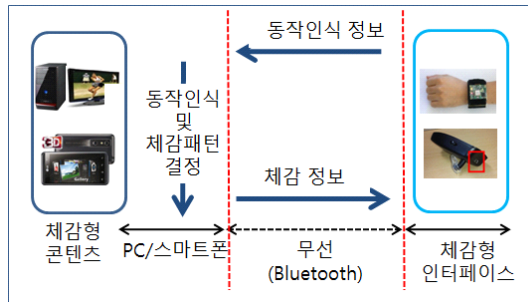 동작인식 정보
동작인식
및
체감패턴
결정
체감 정보
체감형
콘텐츠
PC/스마트폰
무선
(Bluetooth)
체감형
인터페이스
3D